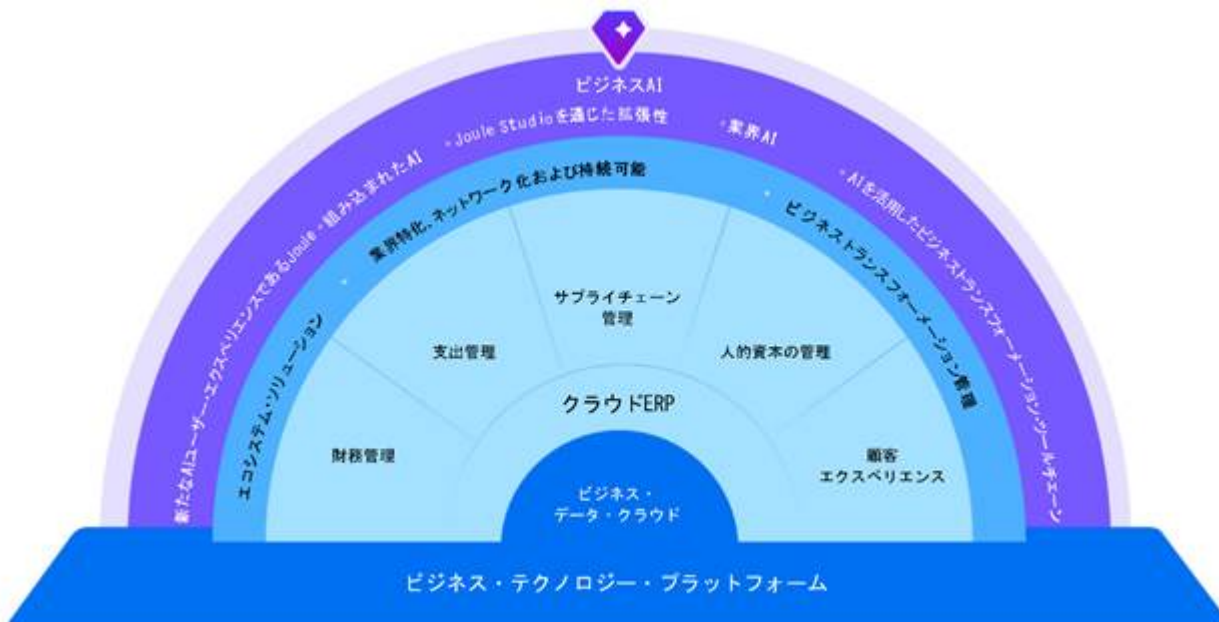 ビジネスAI
新たなAIユーザー・エクスペリエンスであるJoule
・組み込まれたAI
・Joule Studioを通じた拡張性
・業界AI
・AIを活用したビジネストランスフォーメーション・ツールチェーン
エコシステム・ソリューション
・業界特化、ネットワーク化および持続可能
・ビジネストランスフォーメーション管理
財務管理
支出管理
サプライチェーン
管理
人的資本の管理
顧客
エクスペリエンス
クラウドERP
ビジネス・
データ・クラウド
ビジネス・テクノロジー・プラットフォーム